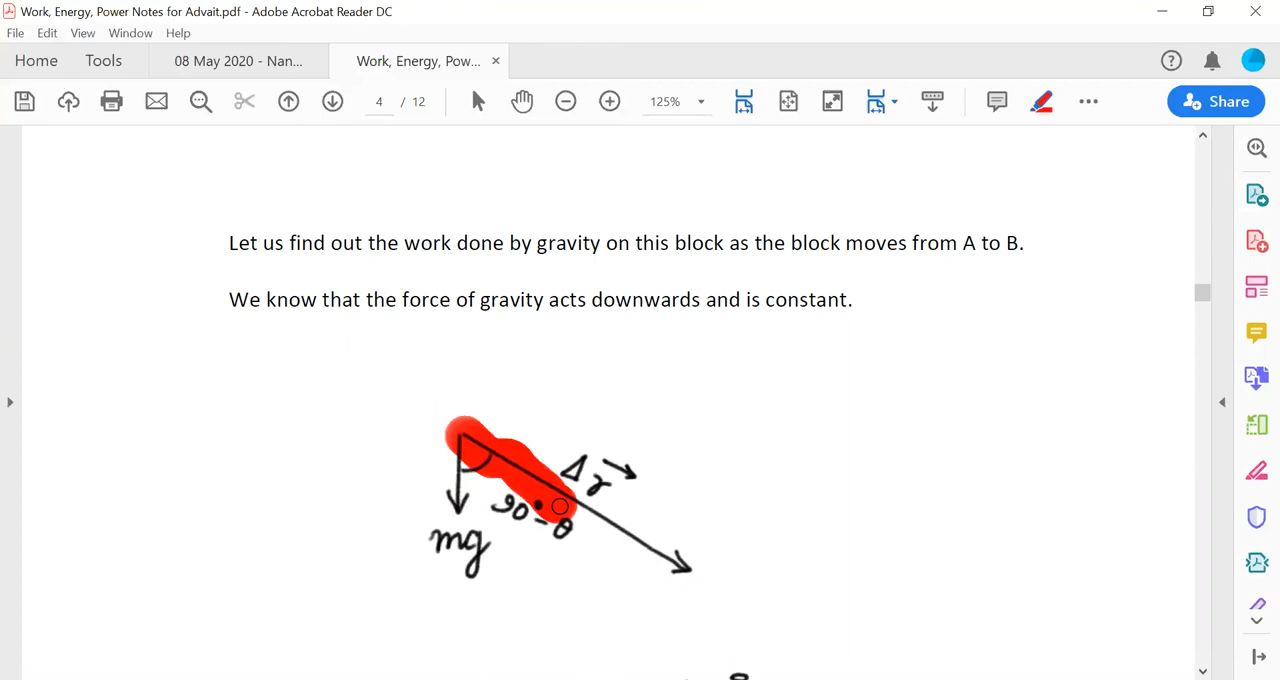 Work, Energy, Power Notes for Advait.pdf - Adobe Acrobat Reader DC
File Edit View Window Help
Home Tools 08 May 2020 - Nan... Work, Energy, Pow... ×
4 / 12 125% Share
Let us find out the work done by gravity on this block as the block moves from A to B.
We know that the force of gravity acts downwards and is constant.
Δr
90 - θ
mg